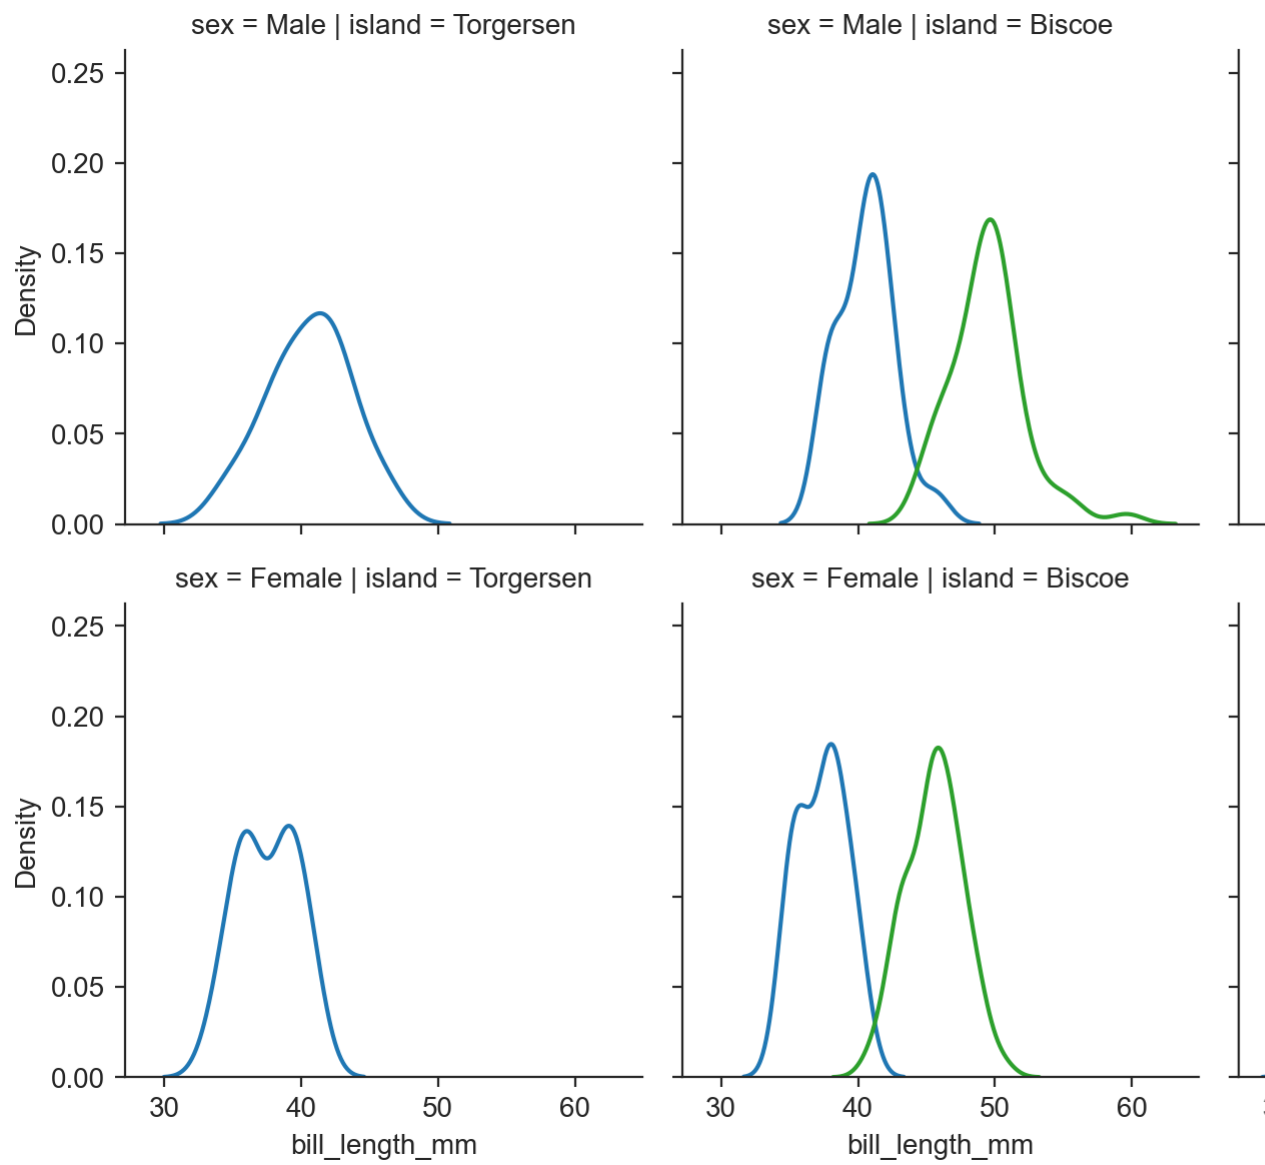 sex = Male | island = Torgersen
sex = Male | island = Biscoe
0.25
0.20
0.15
0.10
0.05
0.00
Density
sex = Female | island = Torgersen
sex = Female | island = Biscoe
0.25
0.20
0.15
0.10
0.05
0.00
Density
30 40 50 60
30 40 50 60
bill_length_mm
bill_length_mm